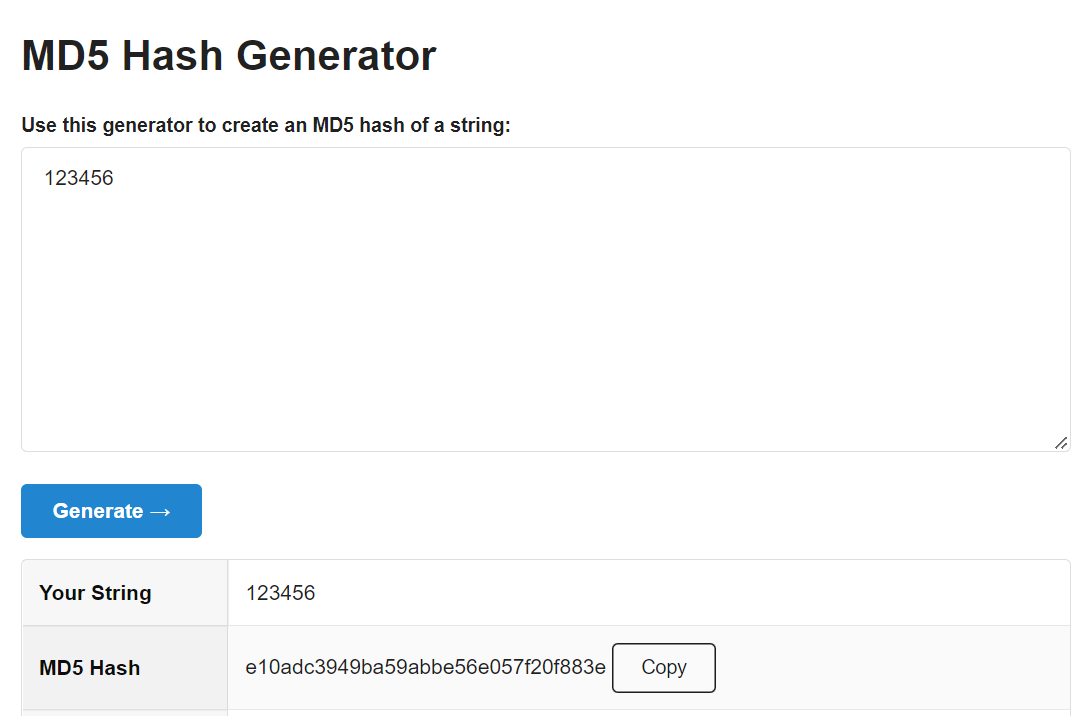 MD5 Hash Generator
Use this generator to create an MD5 hash of a string:
123456
Generate →
Your String 123456
MD5 Hash e10adc3949ba59abbe56e057f20f883e Copy